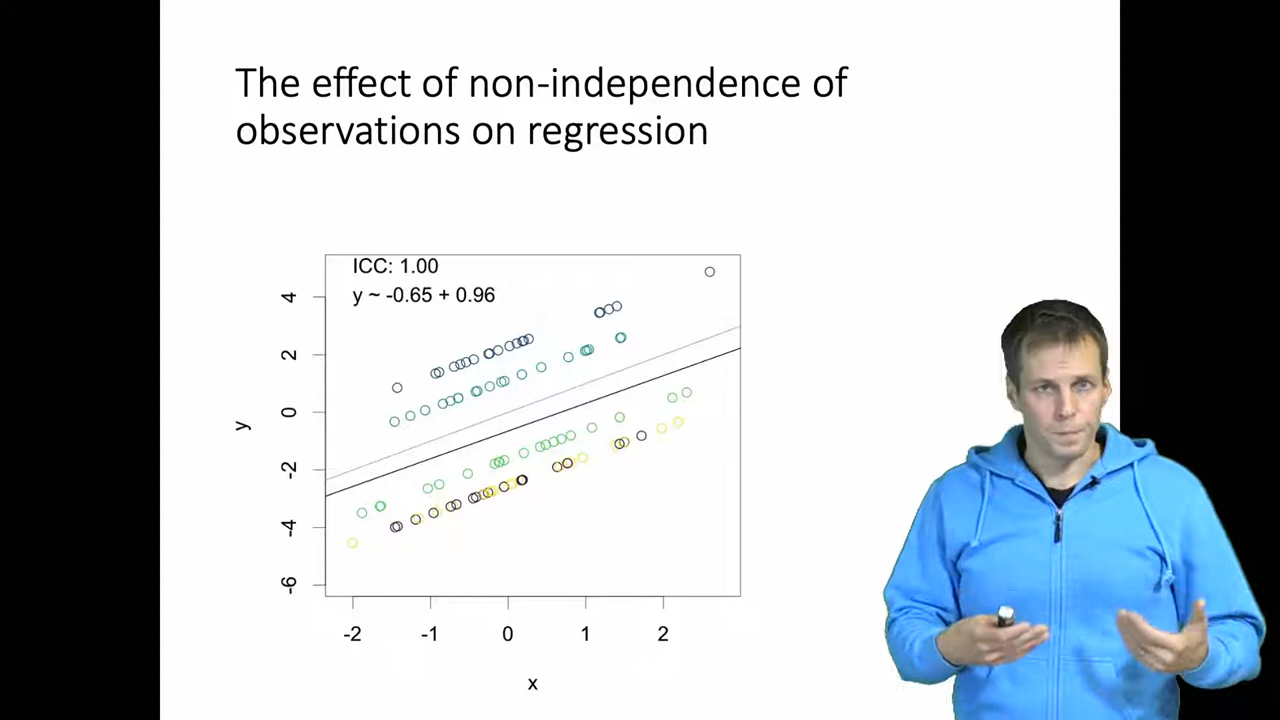 The effect of non-independence of
observations on regression
ICC: 1.00
y ~ -0.65 + 0.96
4
2
0
-2
-4
-6
y
-2 -1 0 1 2
x